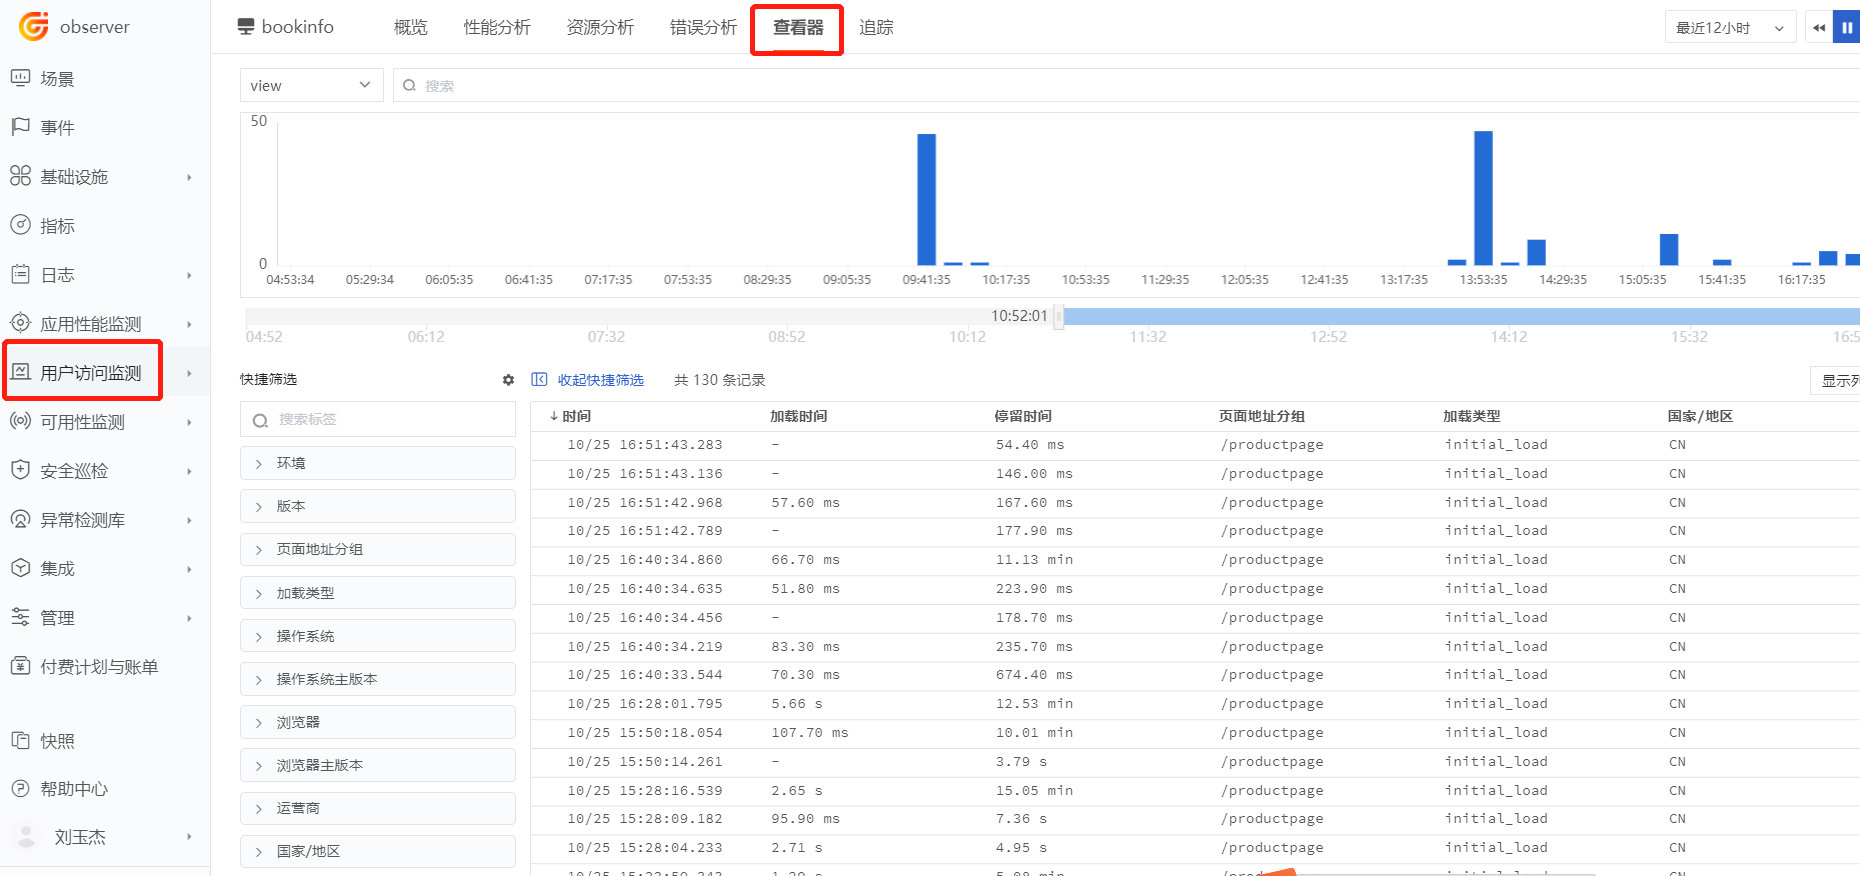 observer
场景
事件
基础设施
指标
日志
应用性能监测
用户访问监测
可用性监测
安全巡检
异常检测库
集成
管理
付费计划与账单
快照
帮助中心
刘玉杰
bookinfo 概览 性能分析 资源分析 错误分析 查看器 追踪 最近12小时
view 搜索
50
0
04:53:34 05:29:34 06:05:35 06:41:35 07:17:35 07:53:35 08:29:35 09:05:35 09:41:35 10:17:35 10:53:35 11:29:35 12:05:35 12:41:35 13:17:35 13:53:35 14:29:35 15:05:35 15:41:35 16:17:35
10:52:01
04:52 06:12 07:32 08:52 10:12 11:32 12:52 14:12 15:32 16:5
快捷筛选 收起快捷筛选 共 130 条记录 显示列
搜索标签
环境
版本
页面地址分组
加载类型
操作系统
操作系统主版本
浏览器
浏览器主版本
运营商
国家/地区
时间 加载时间 停留时间 页面地址分组 加载类型 国家/地区
10/25 16:51:43.283 - 54.40 ms /productpage initial_load CN
10/25 16:51:43.136 - 146.00 ms /productpage initial_load CN
10/25 16:51:42.968 57.60 ms 167.60 ms /productpage initial_load CN
10/25 16:51:42.789 - 177.90 ms /productpage initial_load CN
10/25 16:40:34.860 66.70 ms 11.13 min /productpage initial_load CN
10/25 16:40:34.635 51.80 ms 223.90 ms /productpage initial_load CN
10/25 16:40:34.456 - 178.70 ms /productpage initial_load CN
10/25 16:40:34.219 83.30 ms 235.70 ms /productpage initial_load CN
10/25 16:40:33.544 70.30 ms 674.40 ms /productpage initial_load CN
10/25 16:28:01.795 5.66 s 12.53 min /productpage initial_load CN
10/25 15:50:18.054 107.70 ms 10.01 min /productpage initial_load CN
10/25 15:50:14.261 - 3.79 s /productpage initial_load CN
10/25 15:28:16.539 2.65 s 15.05 min /productpage initial_load CN
10/25 15:28:09.182 95.90 ms 7.36 s /productpage initial_load CN
10/25 15:28:04.233 2.71 s 4.95 s /productpage initial_load CN